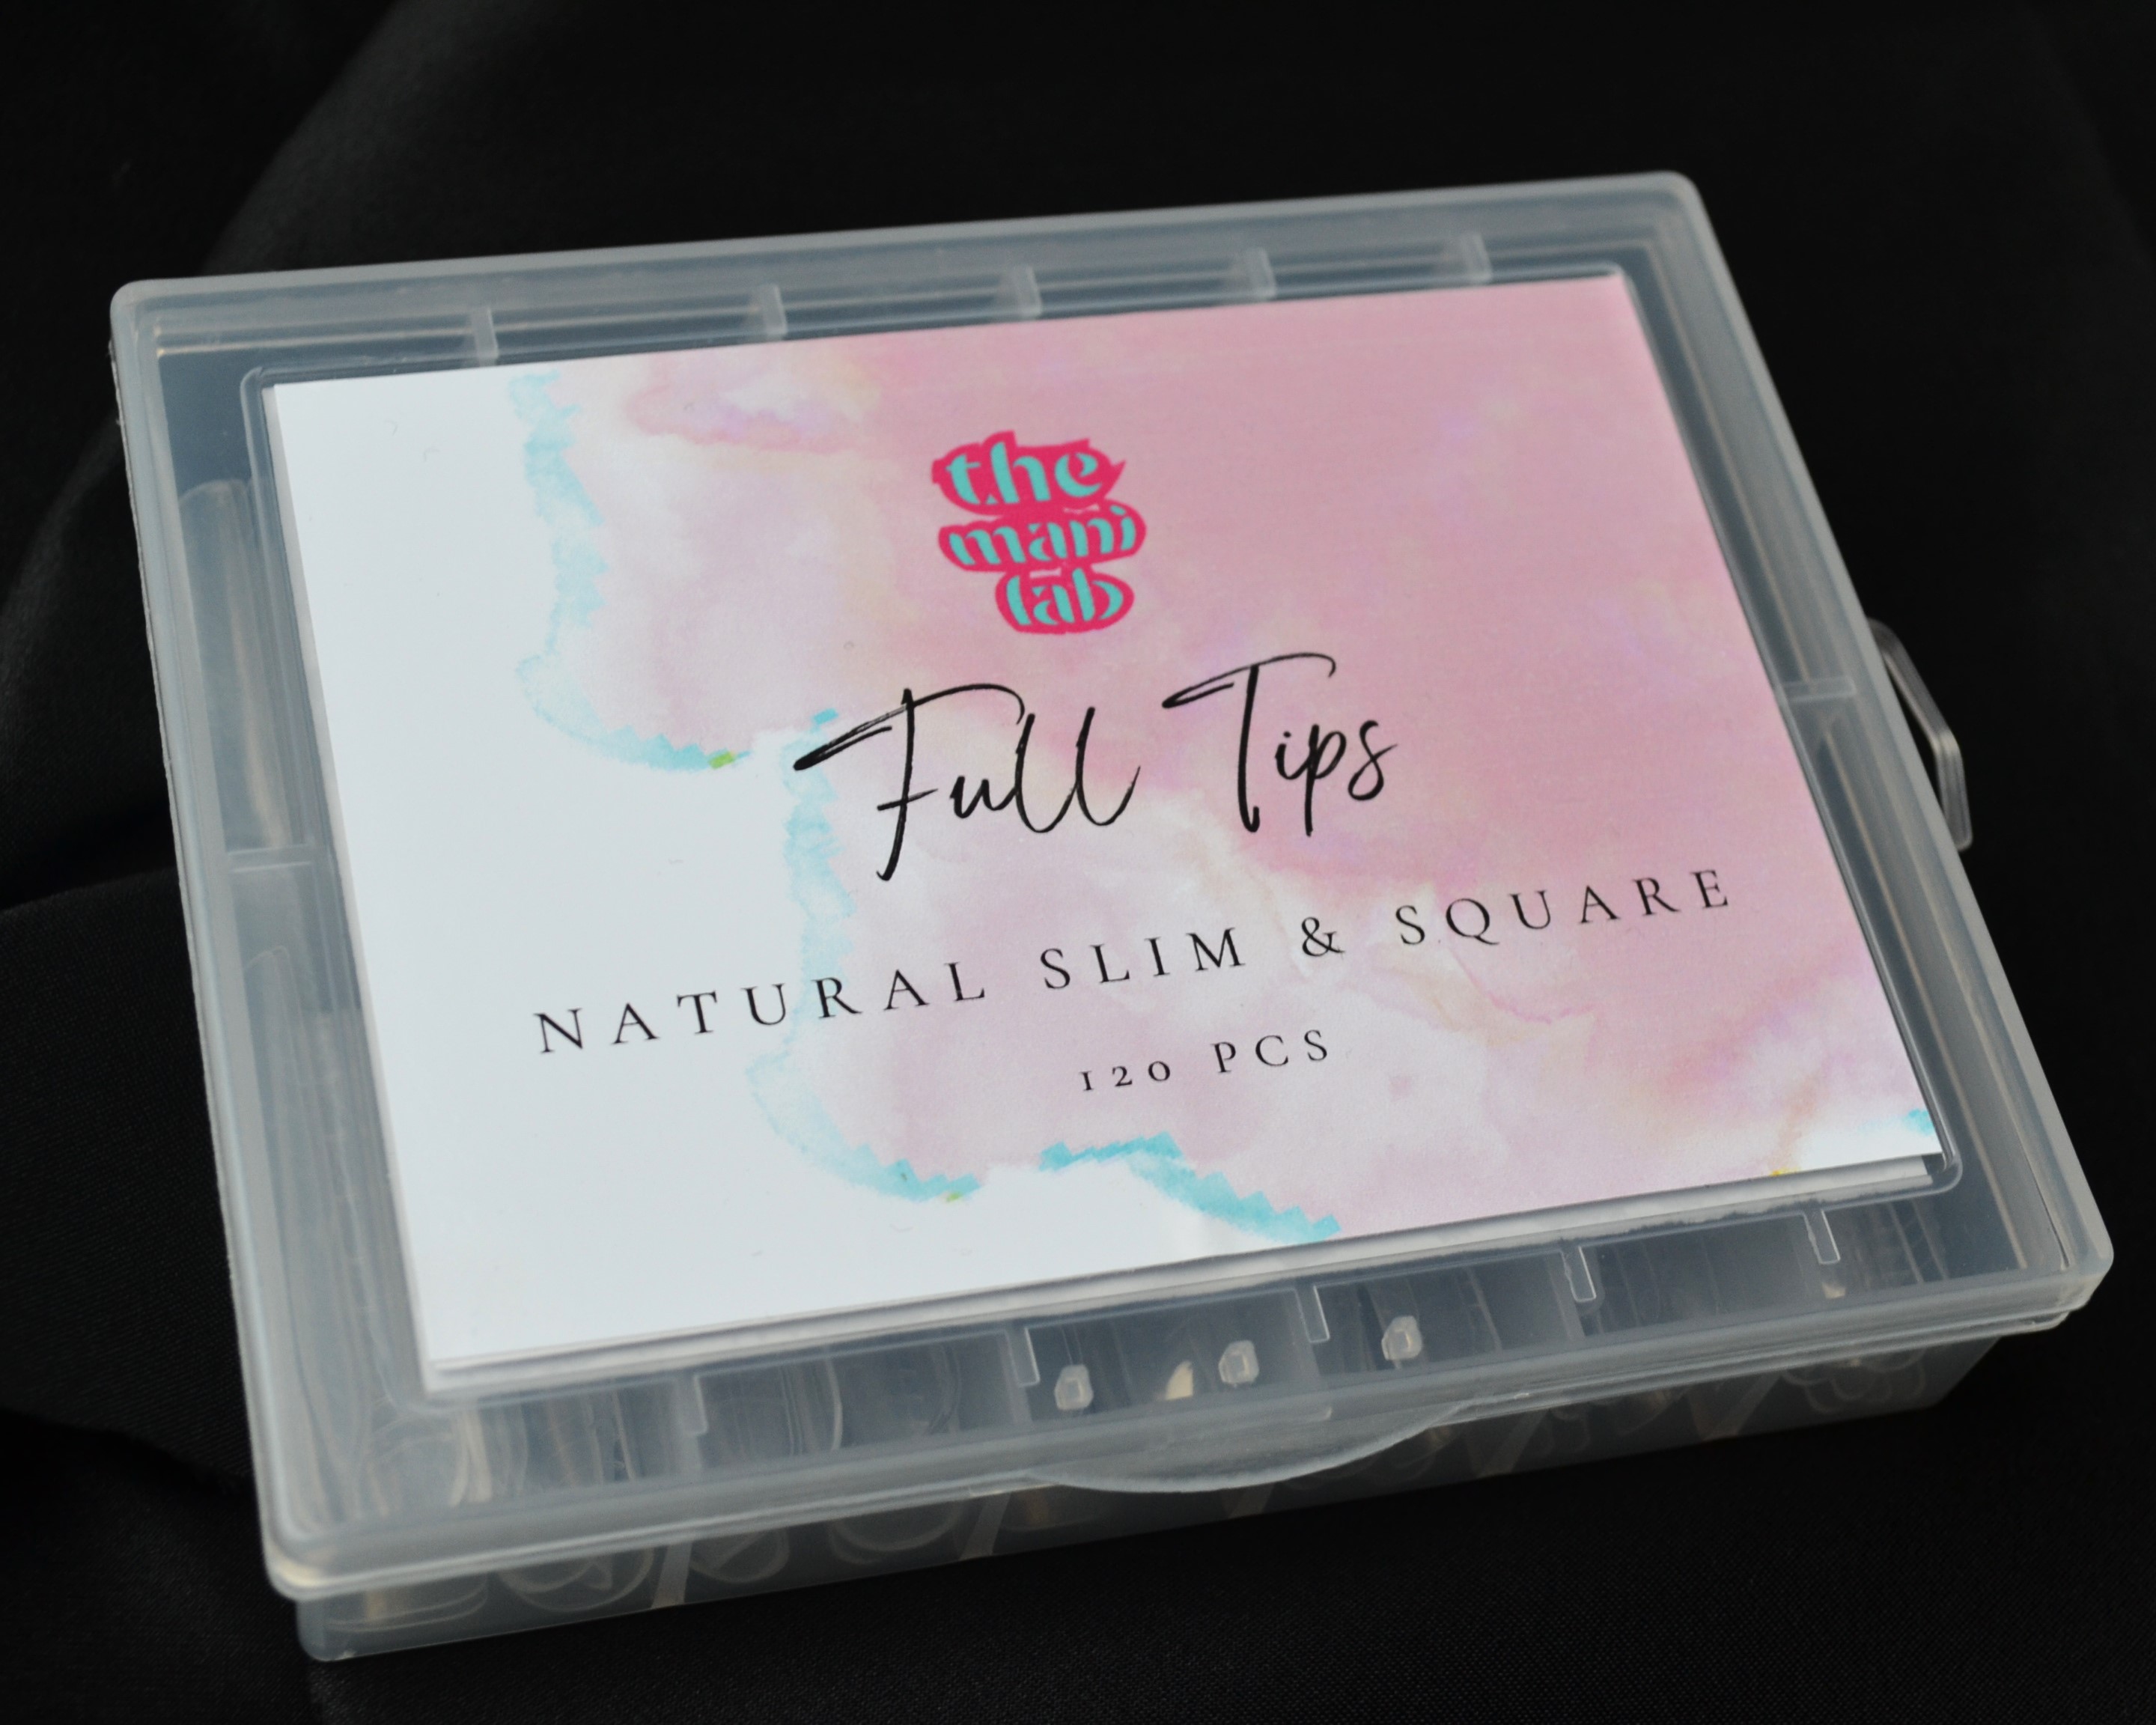 the
mani
lab
Full Tips
NATURAL SLIM & SQUARE
120 PCS